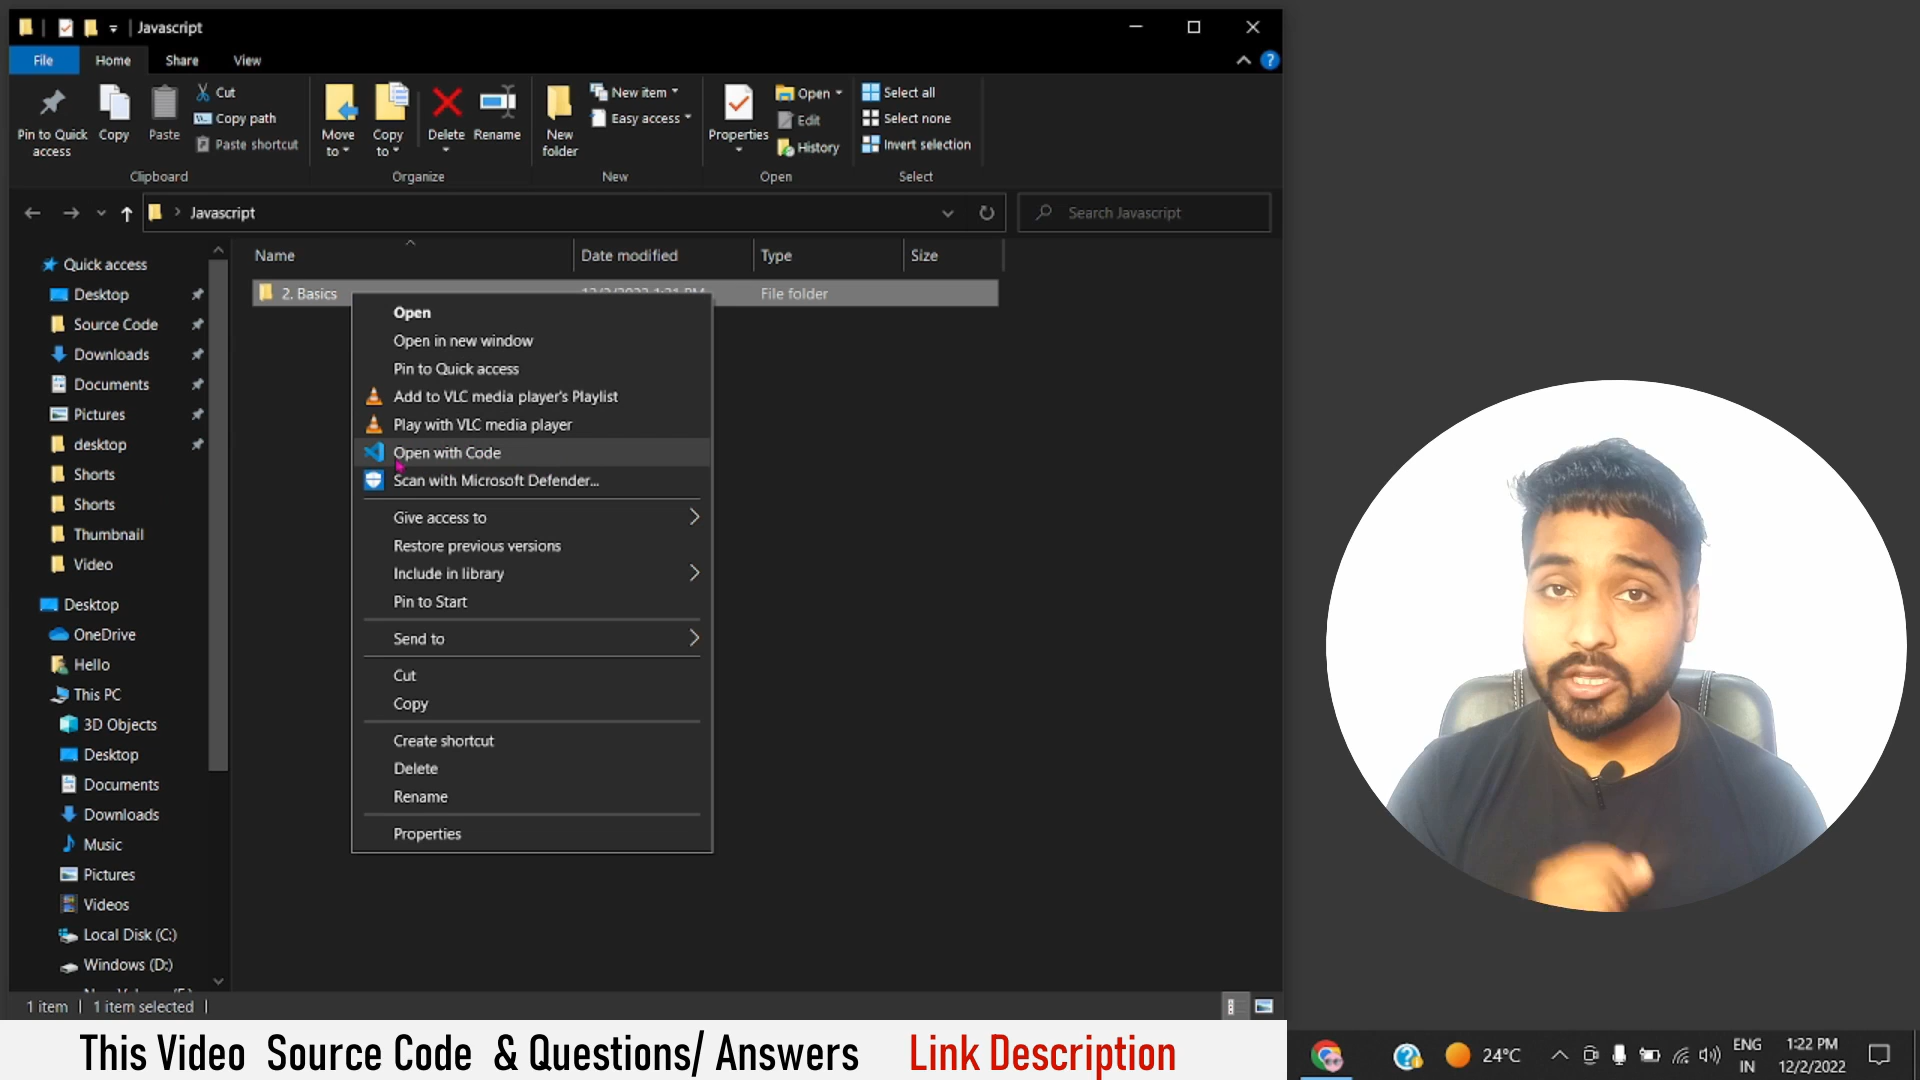 Javascript
File Home Share View
Pin to Quick access
Copy
Paste
Cut
Copy path
Paste shortcut
Clipboard
Move to
Copy to
Delete
Rename
Organize
New folder
New item
Easy access
New
Properties
Open
Edit
History
Open
Select all
Select none
Invert selection
Select
Javascript
Search Javascript
Quick access
Desktop
Source Code
Downloads
Documents
Pictures
desktop
Shorts
Shorts
Thumbnail
Video
Desktop
OneDrive
Hello
This PC
3D Objects
Desktop
Documents
Downloads
Music
Pictures
Videos
Local Disk (C:)
Windows (D:)
Name Date modified Type Size
2. Basics 12/2/2022 1:21 PM File folder
Open
Open in new window
Pin to Quick access
Add to VLC media player's Playlist
Play with VLC media player
Open with Code
Scan with Microsoft Defender...
Give access to
Restore previous versions
Include in library
Pin to Start
Send to
Cut
Copy
Create shortcut
Delete
Rename
Properties
1 item 1 item selected
This Video Source Code & Questions/ Answers Link Description
24°C
ENG
IN
1:22 PM
12/2/2022